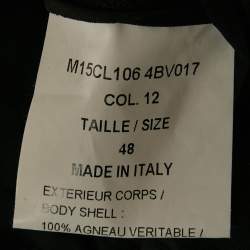 M15CL106 4BV017
COL. 12
TAILLE / SIZE
48
MADE IN ITALY
EXTERIEUR CORPS /
BODY SHELL :
100% AGNEAU VERITABLE /